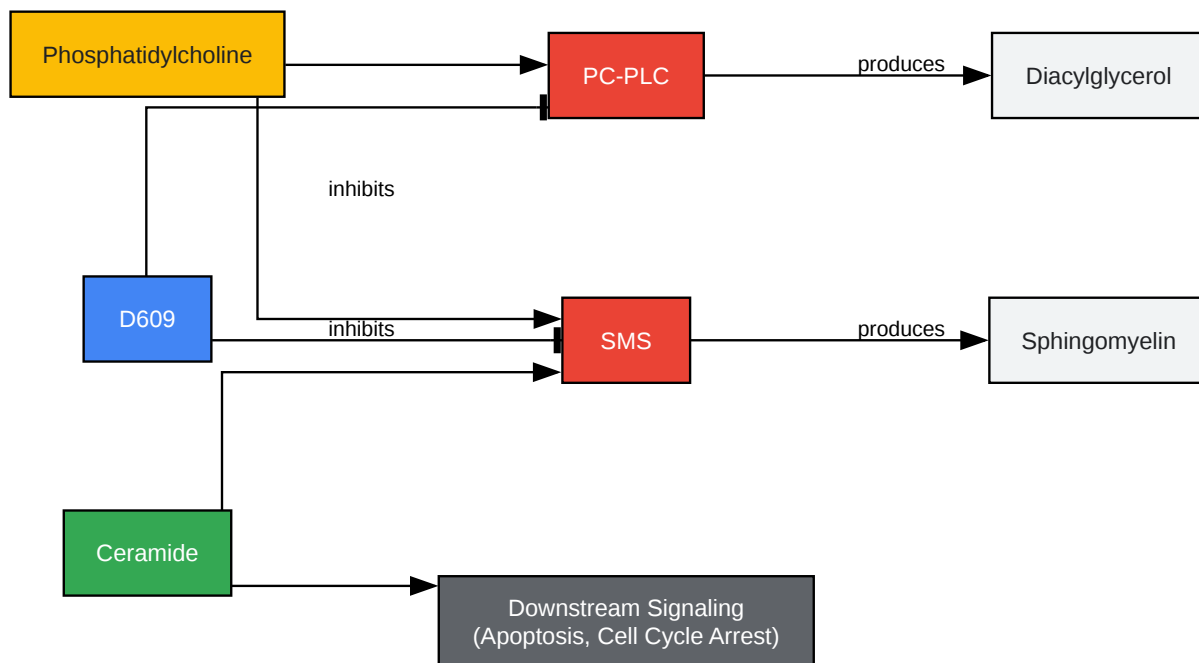 Phosphatidylcholine
PC-PLC
produces
Diacylglycerol
inhibits
D609
inhibits
SMS
produces
Sphingomyelin
Ceramide
Downstream Signaling
(Apoptosis, Cell Cycle Arrest)